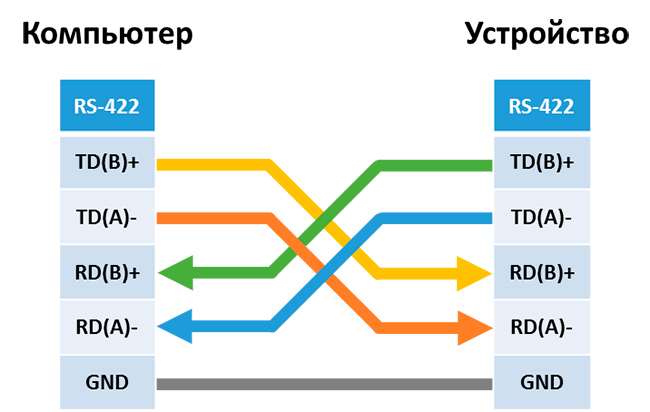 Компьютер Устройство
RS-422 RS-422
TD(B)+ TD(B)+
TD(A)- TD(A)-
RD(B)+ RD(B)+
RD(A)- RD(A)-
GND GND